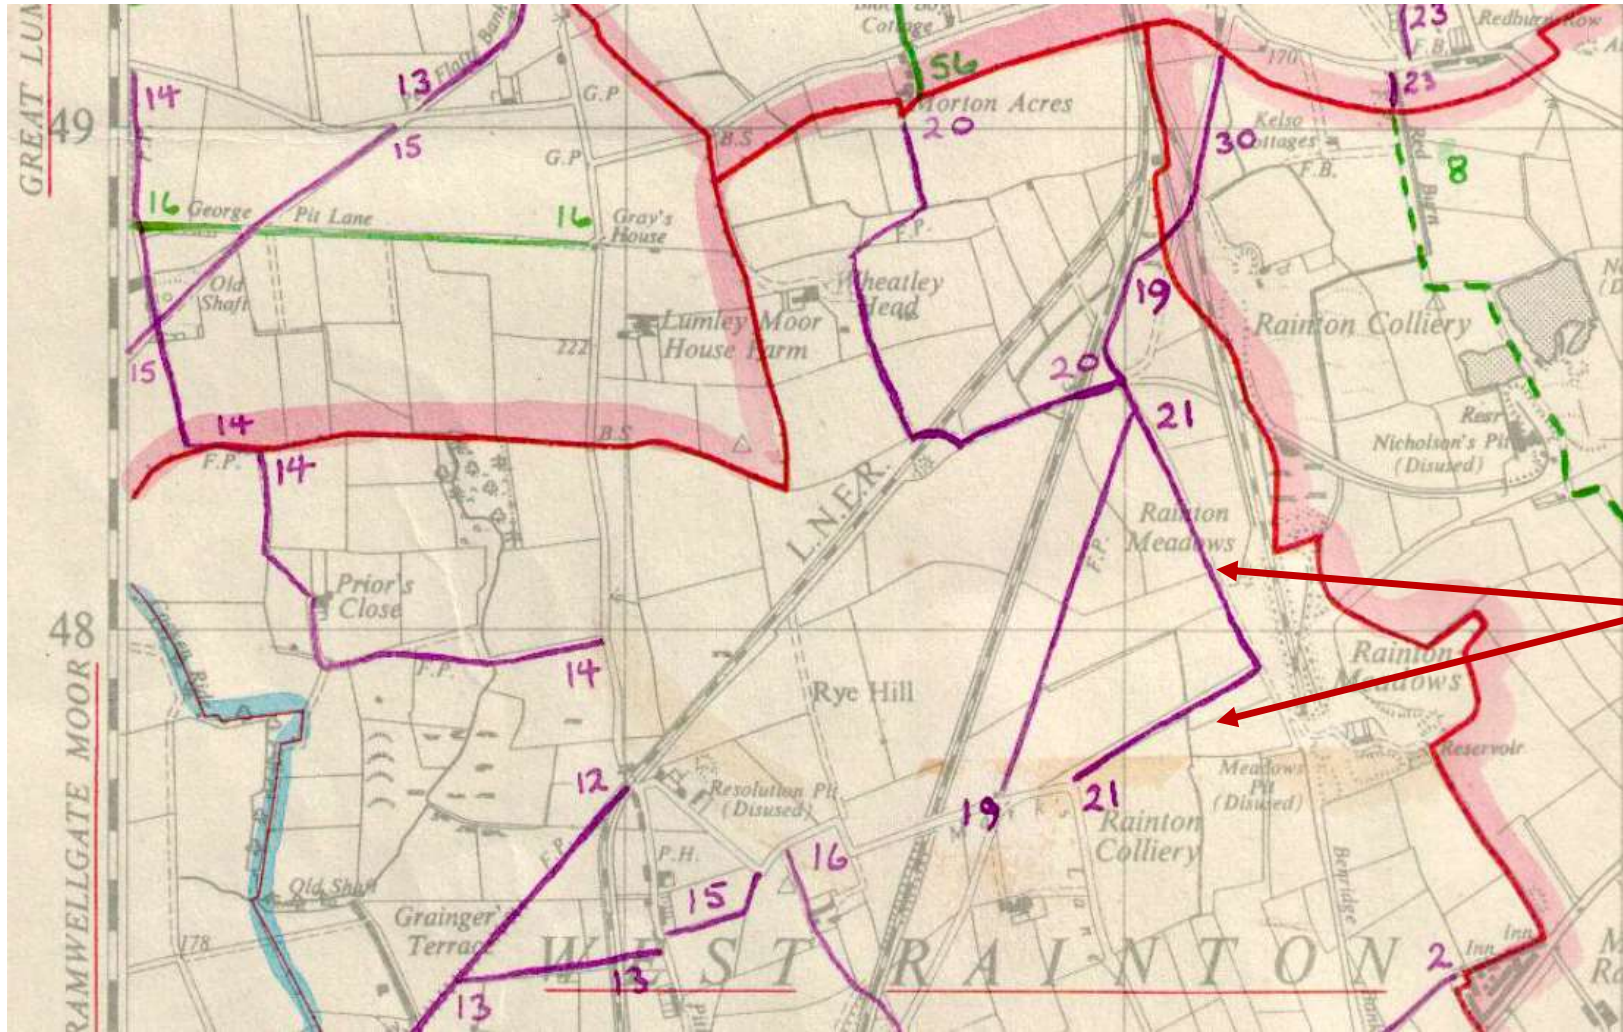 GREAT LUM
Cottage
23
Redburn Row
F.B.
Flatt Bank
13
14
56
G.P
170
23
Morton Acres
49
20
B.S
15
G.P
Kelso
Cottages
30
F.B.
Red
Burn
8
16
George
Pit Lane
16
Gray's
House
F.P.
Old
Shaft
Wheatley
Head
19
Lumley Moor
House Farm
Rainton Colliery
222
15
20
21
14
B.S
F.P.
14
Resr
Nicholson's Pit
(Disused)
L.N.E.R.
Rainton
Meadows
F.P.
Prior's
Close
48
F.P.
14
Rye Hill
Rainton
Meadows
RAMWELLGATE MOOR
Reservoir
12
Resolution Pit
(Disused)
Meadows
Pit
(Disused)
21
19
Rainton
Colliery
F.P.
P.H.
16
15
Benridge
Old Shaft
Grainger's
Terrace
178
WEST RAINTON
Inn
Inn
2
13
13